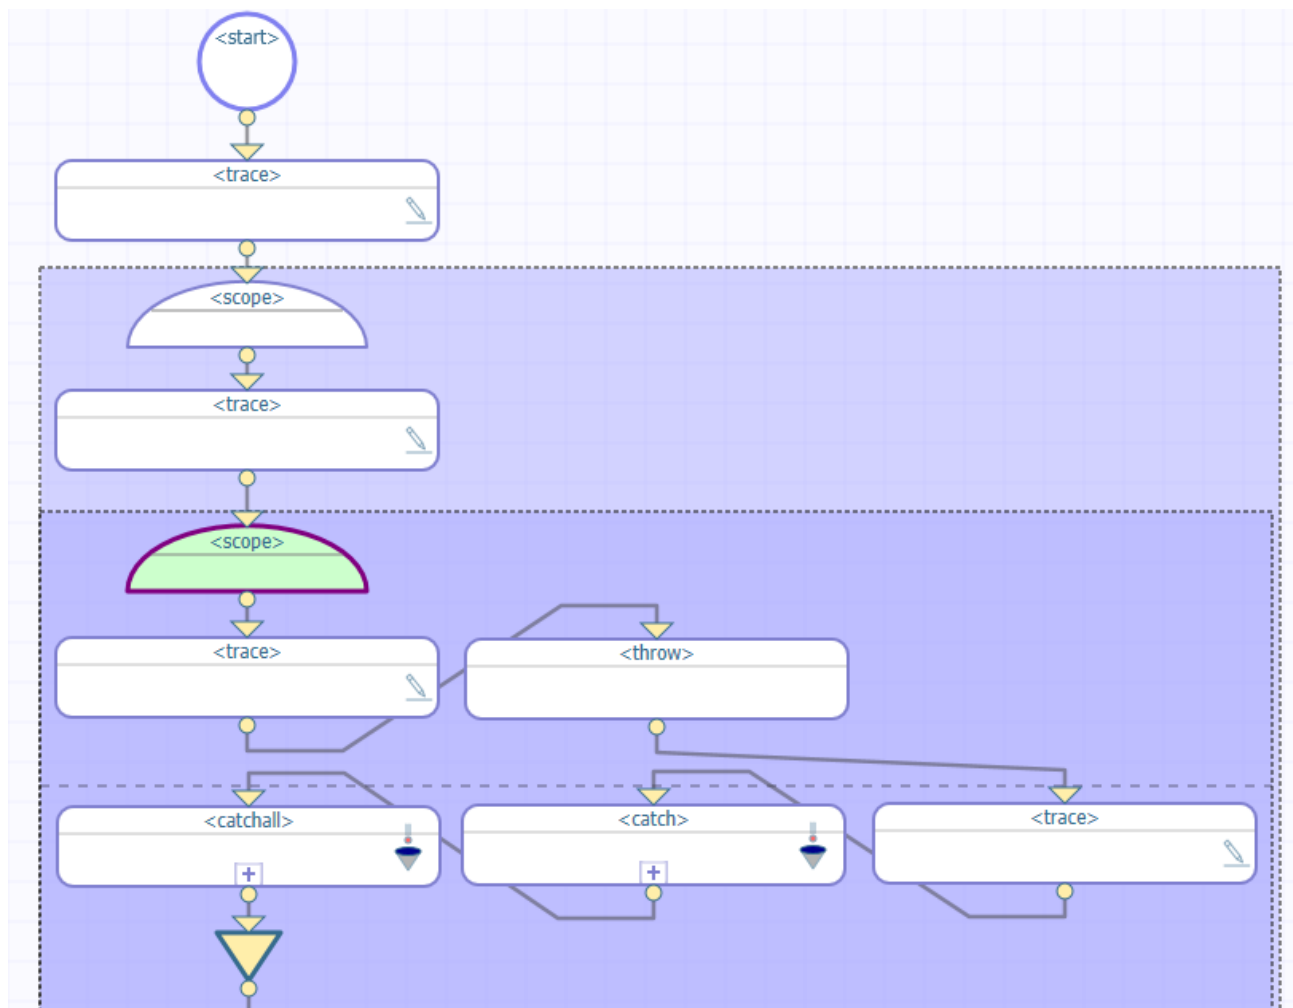 <start>
<trace>
<scope>
<trace>
<scope>
<trace>
<throw>
<catchall>
<catch>
<trace>